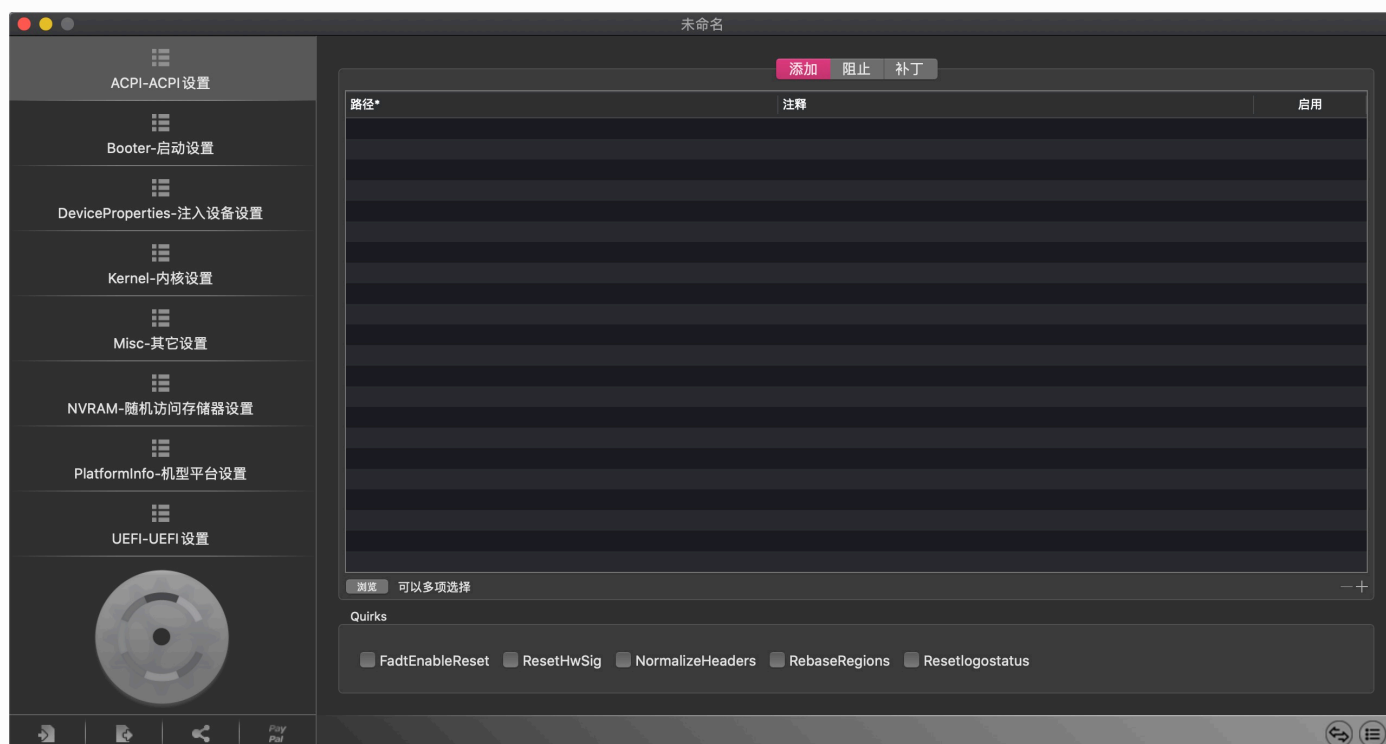 未命名
ACPI-ACPI设置
Booter-启动设置
DeviceProperties-注入设备设置
Kernel-内核设置
Misc-其它设置
NVRAM-随机访问存储器设置
PlatformInfo-机型平台设置
UEFI-UEFI设置
Pay
Pal
添加 阻止 补丁
路径* 注释 启用
浏览 可以多项选择
Quirks
FadtEnableReset ResetHwSig NormalizeHeaders RebaseRegions Resetlogostatus